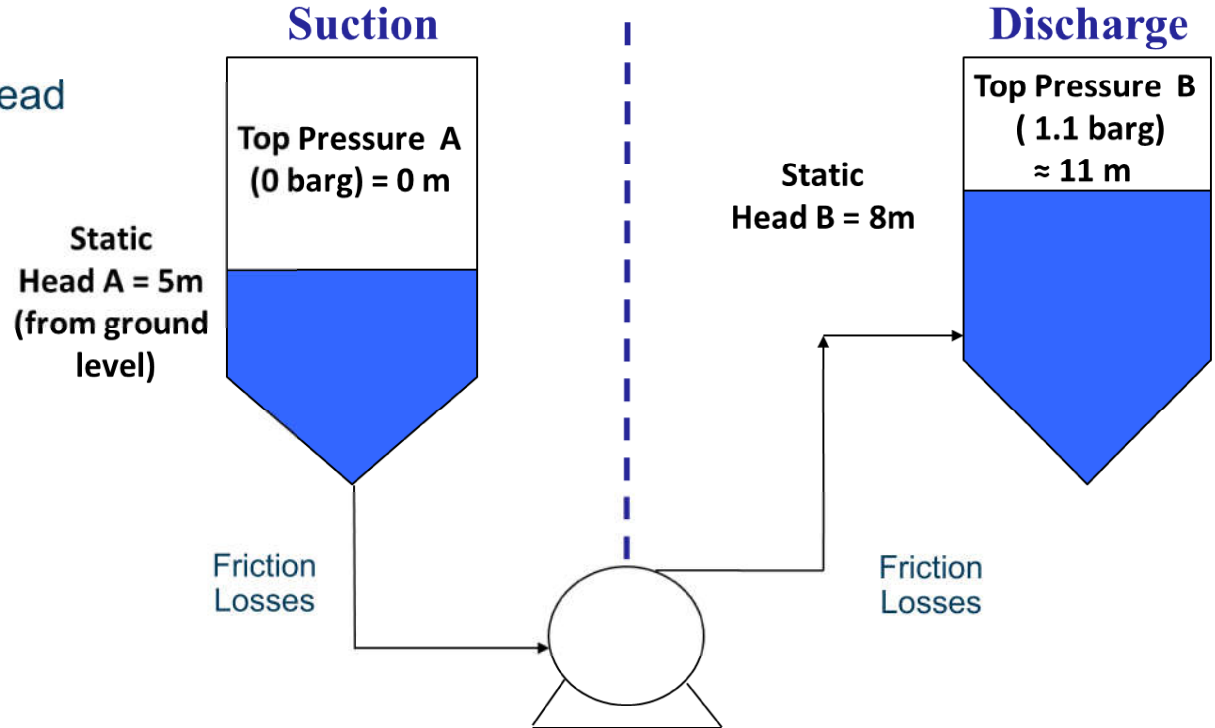 Suction
Discharge
ead
Top Pressure A
(0 barg) = 0 m
Top Pressure B
( 1.1 barg)
≈ 11 m
Static
Head B = 8m
Static
Head A = 5m
(from ground
level)
Friction
Losses
Friction
Losses